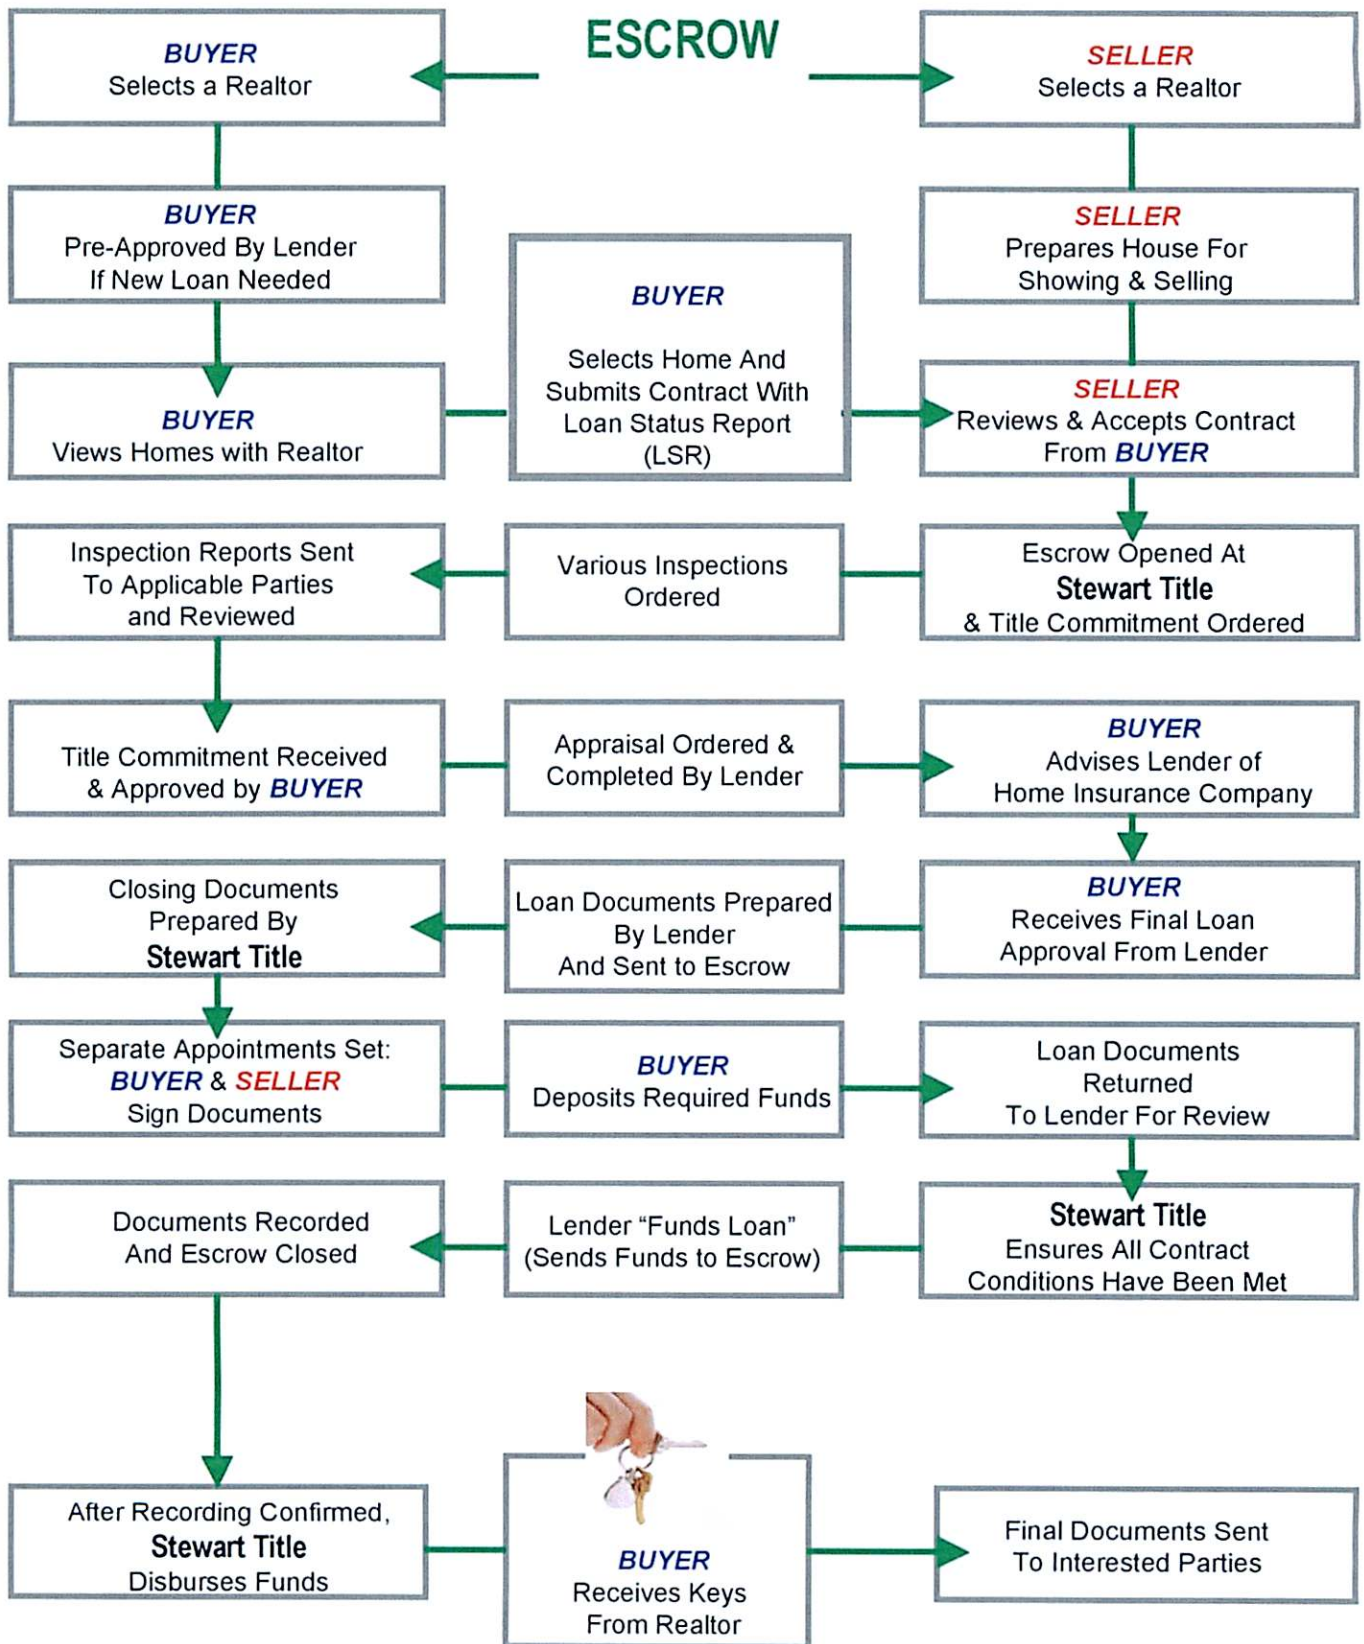 ESCROW
BUYER
Selects a Realtor
SELLER
Selects a Realtor
BUYER
Pre-Approved By Lender
If New Loan Needed
SELLER
Prepares House For
Showing & Selling
BUYER
Views Homes with Realtor
BUYER
Selects Home And
Submits Contract With
Loan Status Report
(LSR)
SELLER
Reviews & Accepts Contract
From BUYER
Escrow Opened At
Stewart Title
& Title Commitment Ordered
Various Inspections
Ordered
Inspection Reports Sent
To Applicable Parties
and Reviewed
Title Commitment Received
& Approved by BUYER
Appraisal Ordered &
Completed By Lender
BUYER
Advises Lender of
Home Insurance Company
BUYER
Receives Final Loan
Approval From Lender
Loan Documents Prepared
By Lender
And Sent to Escrow
Closing Documents
Prepared By
Stewart Title
Separate Appointments Set:
BUYER & SELLER
Sign Documents
BUYER
Deposits Required Funds
Loan Documents
Returned
To Lender For Review
Stewart Title
Ensures All Contract
Conditions Have Been Met
Lender “Funds Loan”
(Sends Funds to Escrow)
Documents Recorded
And Escrow Closed
After Recording Confirmed,
Stewart Title
Disburses Funds
BUYER
Receives Keys
From Realtor
Final Documents Sent
To Interested Parties